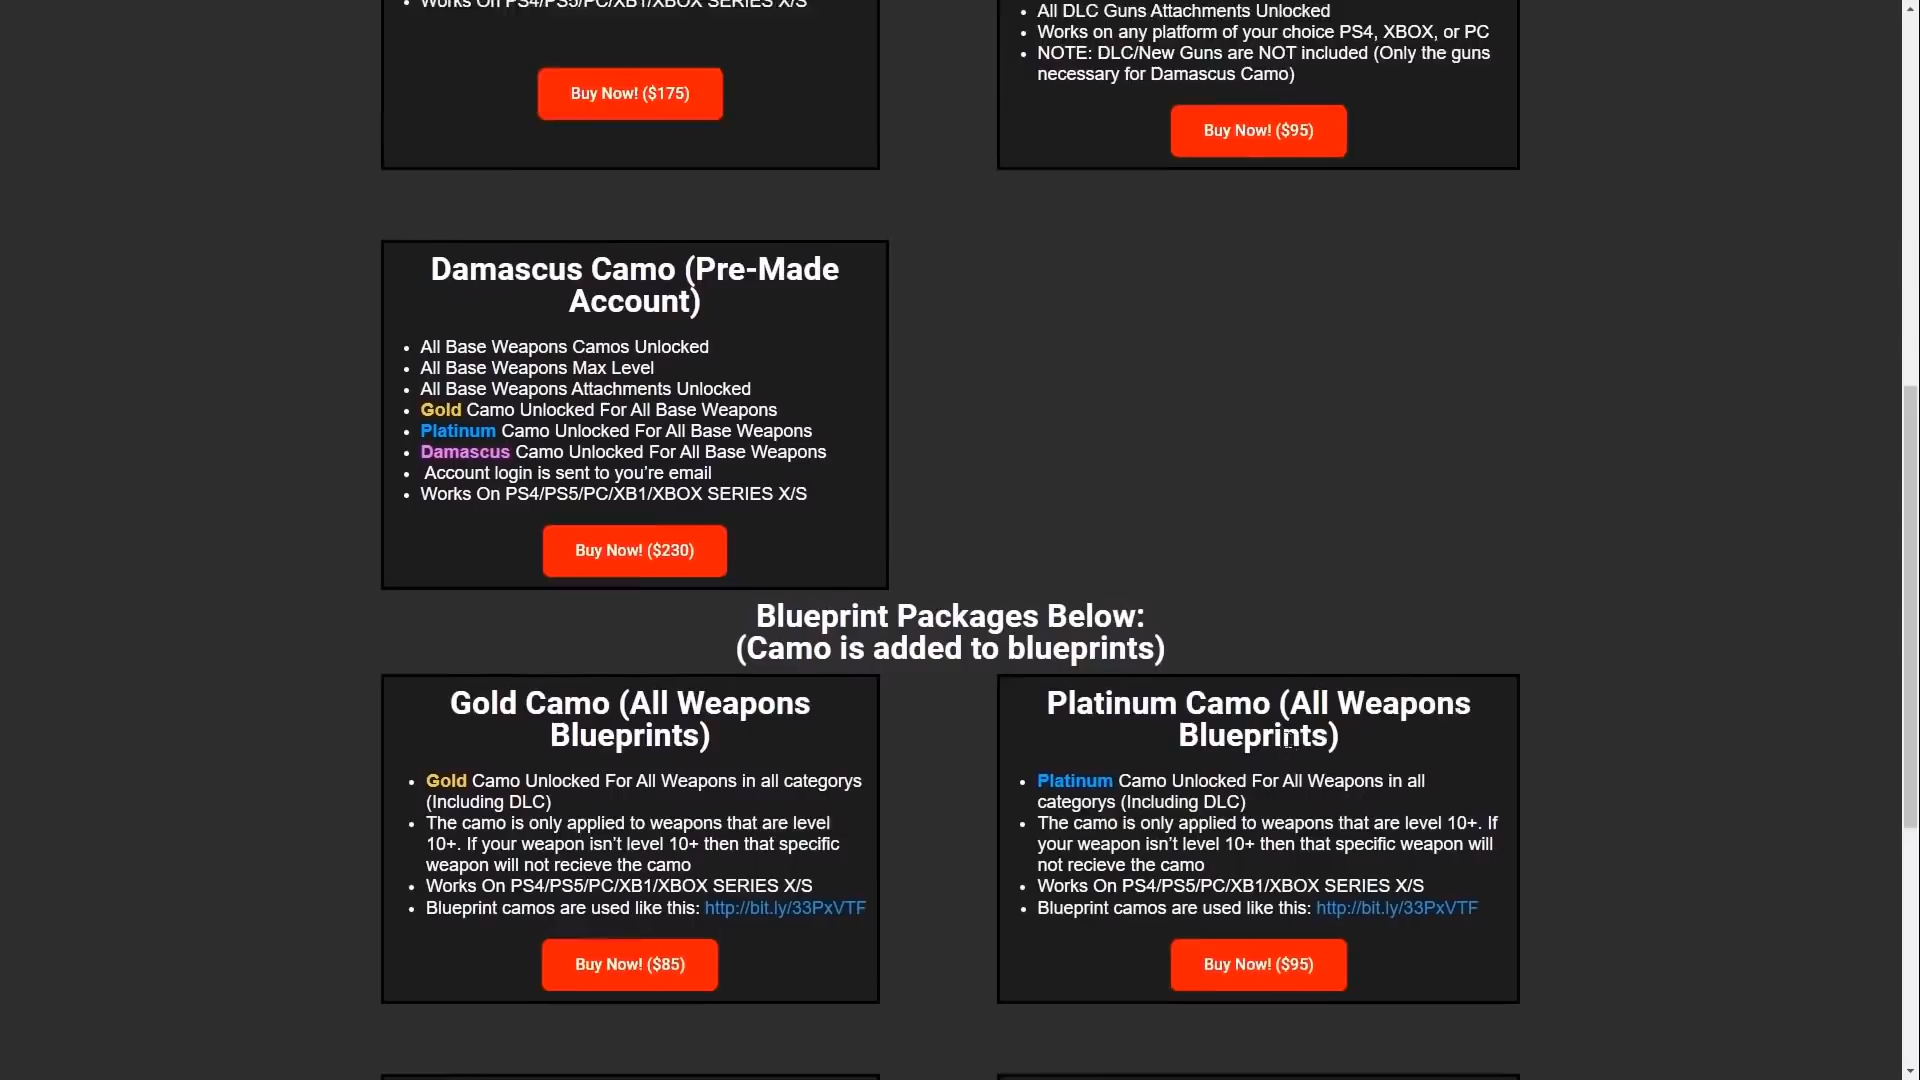 Works On PS4/PS5/PC/XB1/XBOX SERIES X/S
Buy Now! ($175)
All DLC Guns Attachments Unlocked
Works on any platform of your choice PS4, XBOX, or PC
NOTE: DLC/New Guns are NOT included (Only the guns
necessary for Damascus Camo)
Buy Now! ($95)
Damascus Camo (Pre-Made
Account)
All Base Weapons Camos Unlocked
All Base Weapons Max Level
All Base Weapons Attachments Unlocked
Gold Camo Unlocked For All Base Weapons
Platinum Camo Unlocked For All Base Weapons
Damascus Camo Unlocked For All Base Weapons
Account login is sent to you’re email
Works On PS4/PS5/PC/XB1/XBOX SERIES X/S
Buy Now! ($230)
Blueprint Packages Below:
(Camo is added to blueprints)
Gold Camo (All Weapons
Blueprints)
Gold Camo Unlocked For All Weapons in all categorys
(Including DLC)
The camo is only applied to weapons that are level
10+. If your weapon isn’t level 10+ then that specific
weapon will not recieve the camo
Works On PS4/PS5/PC/XB1/XBOX SERIES X/S
Blueprint camos are used like this: http://bit.ly/33PxVTF
Buy Now! ($85)
Platinum Camo (All Weapons
Blueprints)
Platinum Camo Unlocked For All Weapons in all
categorys (Including DLC)
The camo is only applied to weapons that are level 10+. If
your weapon isn’t level 10+ then that specific weapon will
not recieve the camo
Works On PS4/PS5/PC/XB1/XBOX SERIES X/S
Blueprint camos are used like this: http://bit.ly/33PxVTF
Buy Now! ($95)